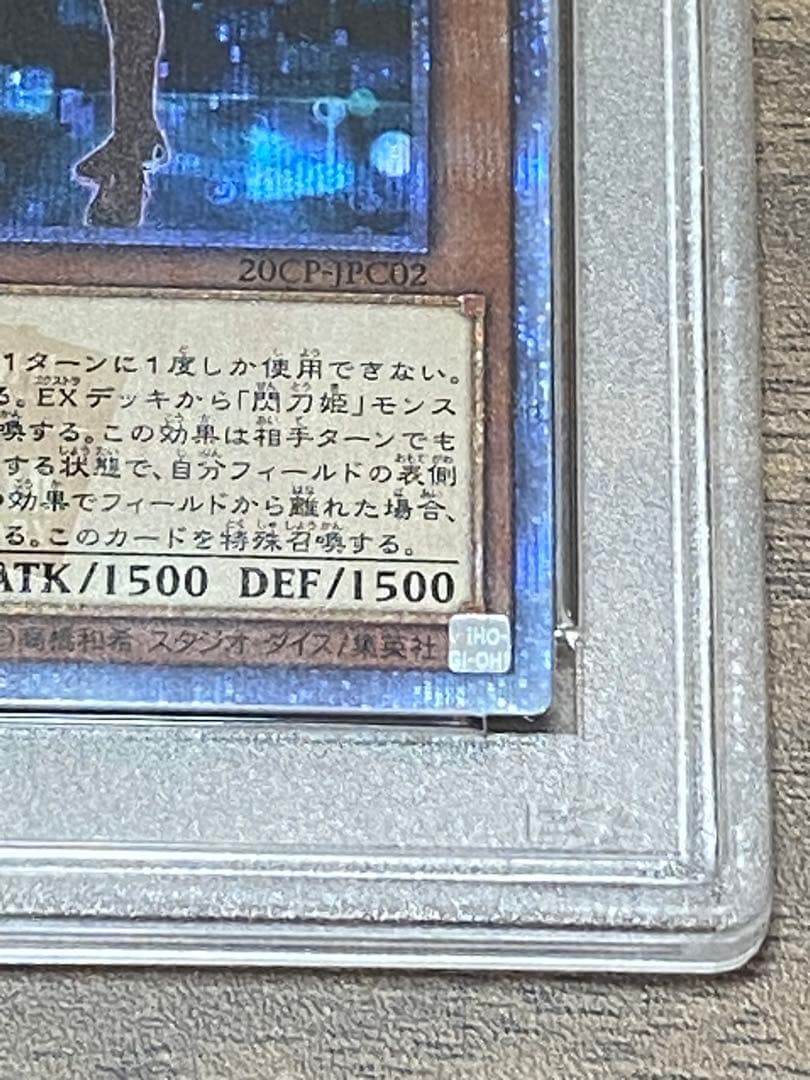 20CP-JPC02
1ターンに1度しか使用できない。
る。EXデッキから「閃刀姫」モンス
喚する。この効果は相手ターンでも
する状態で、自分フィールドの表側
効果でフィールドから離れた場合、
る。このカードを特殊召喚する。
ATK/1500 DEF/1500
高橋和希 スタジオ・ダイス/集英社
GI-OH!